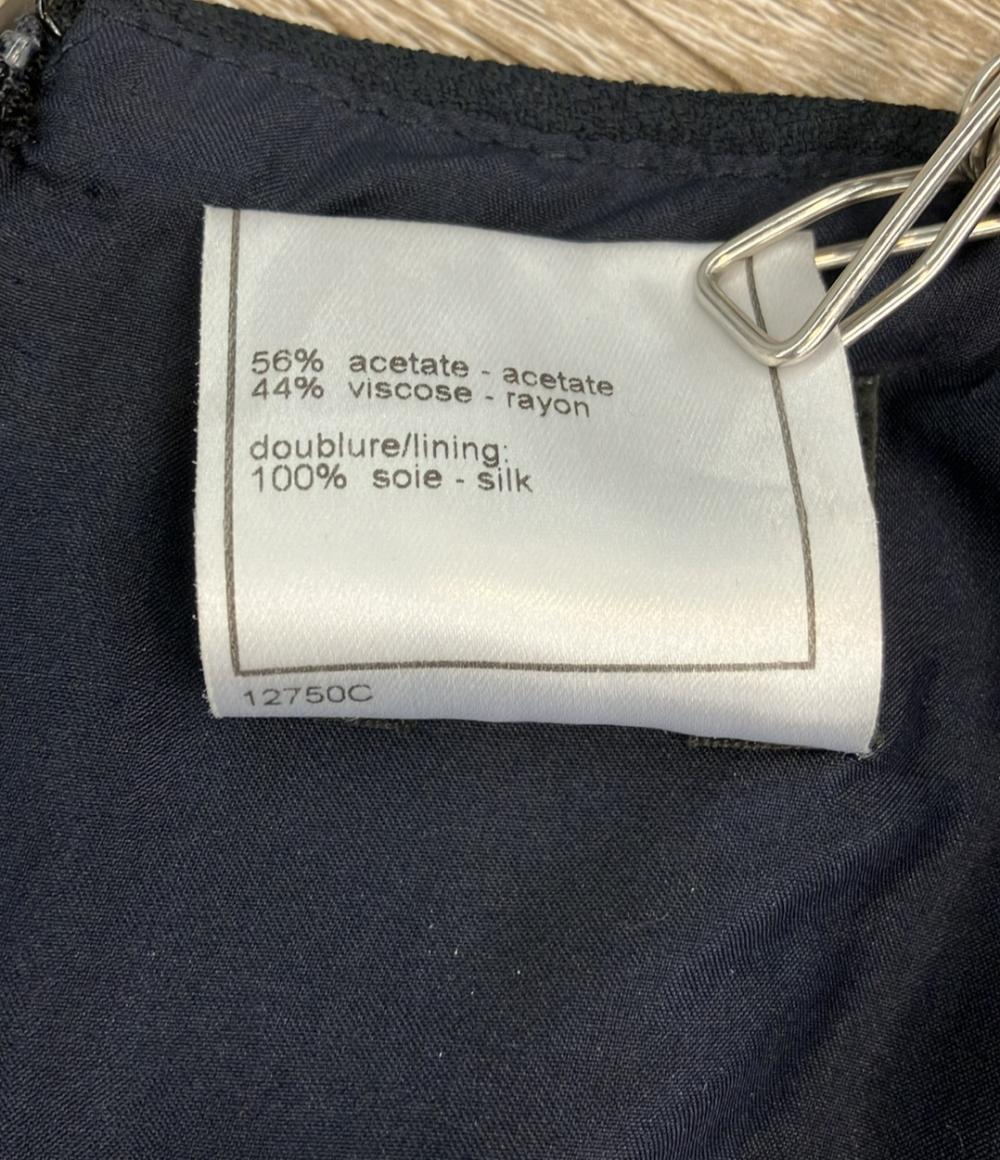 56% acetate - acetate
44% viscose - rayon
doublure/lining:
100% soie - silk
12750C